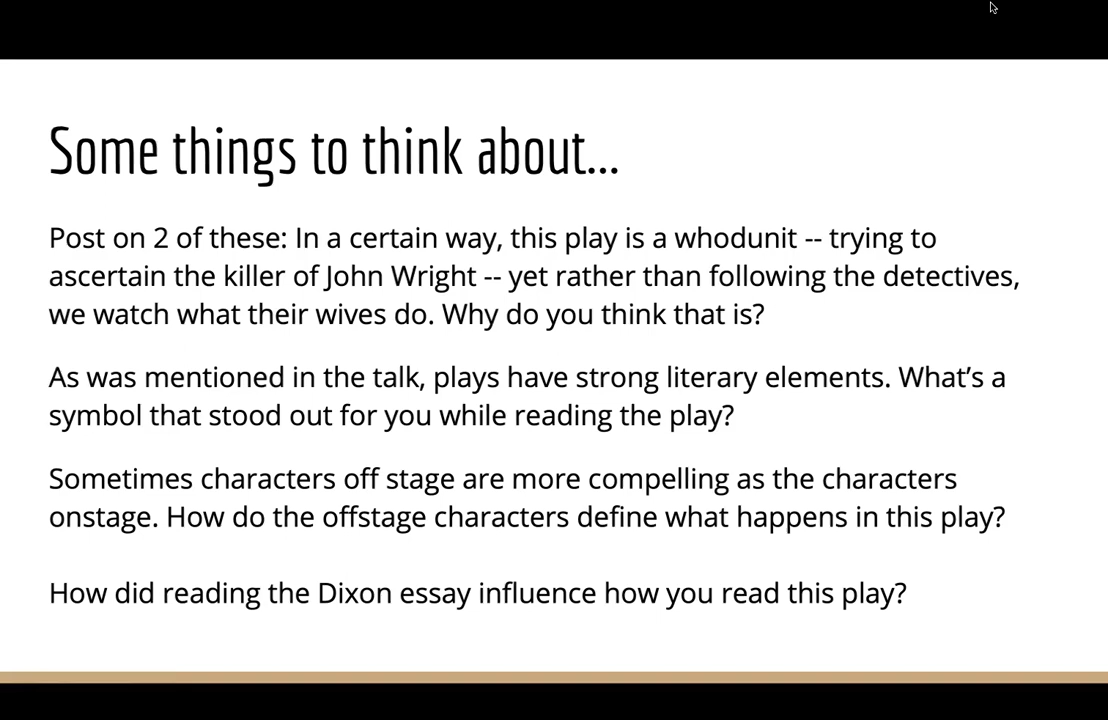 Some things to think about...
Post on 2 of these: In a certain way, this play is a whodunit -- trying to
ascertain the killer of John Wright -- yet rather than following the detectives,
we watch what their wives do. Why do you think that is?
As was mentioned in the talk, plays have strong literary elements. What’s a
symbol that stood out for you while reading the play?
Sometimes characters off stage are more compelling as the characters
onstage. How do the offstage characters define what happens in this play?
How did reading the Dixon essay influence how you read this play?